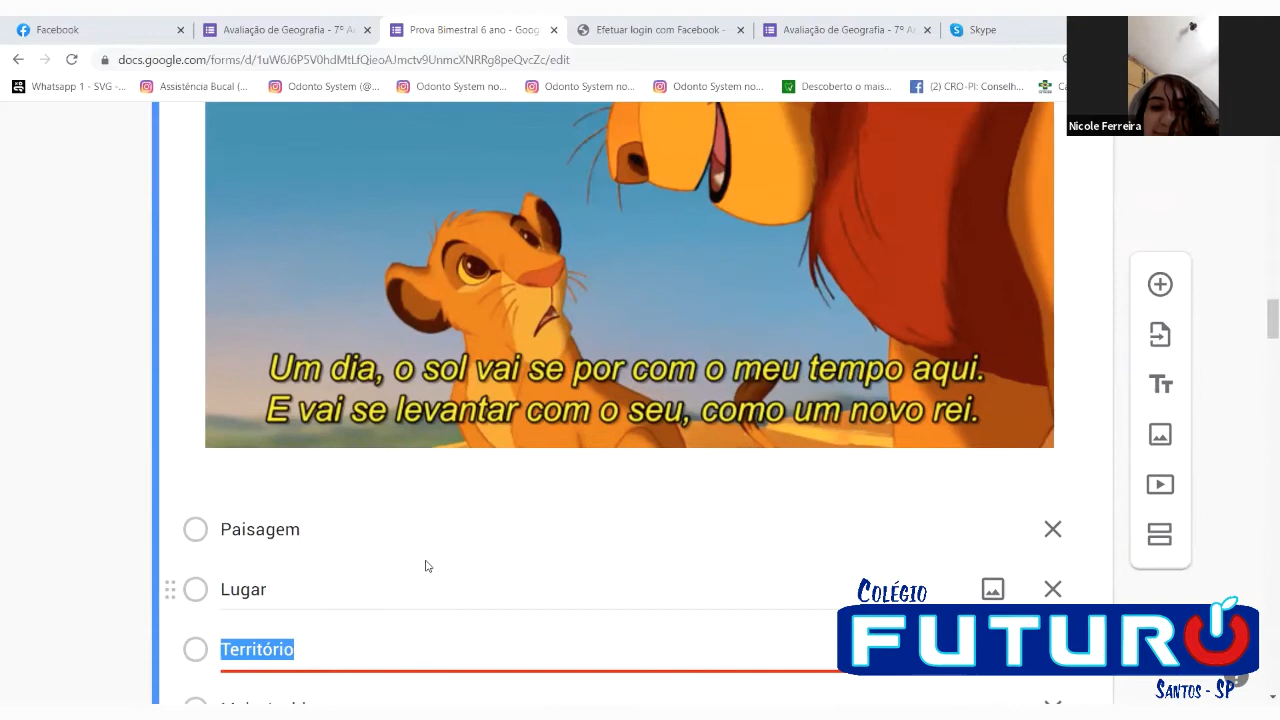 Facebook
Avaliação de Geografia - 7º A
Prova Bimestral 6 ano - Goog
Efetuar login com Facebook -
Avaliação de Geografia - 7º A
Skype
docs.google.com/forms/d/1uW6J6P5V0hdMtLfQieoAJmctv9UnmcXNRRg8peQvcZc/edit
Whatsapp 1 - SVG -...
Assistência Bucal (...
Odonto System (@...
Odonto System no...
Odonto System no...
Odonto System no...
Descoberto o mais...
(2) CRO-PI: Conselh...
Nicole Ferreira
Um dia, o sol vai se por com o meu tempo aqui.
E vai se levantar com o seu, como um novo rei.
Paisagem
Lugar
Território
Tт
COLÉGIO
FUTURO
SANTOS - SP